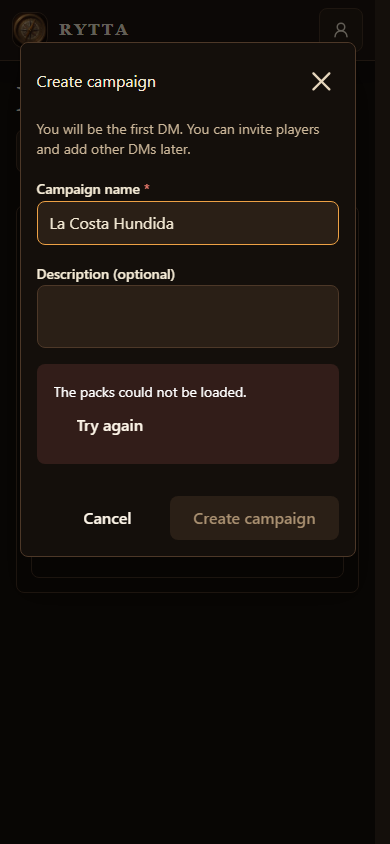 RYTTA
Create campaign
You will be the first DM. You can invite players
and add other DMs later.
Campaign name *
La Costa Hundida
Description (optional)
The packs could not be loaded.
Try again
Cancel
Create campaign